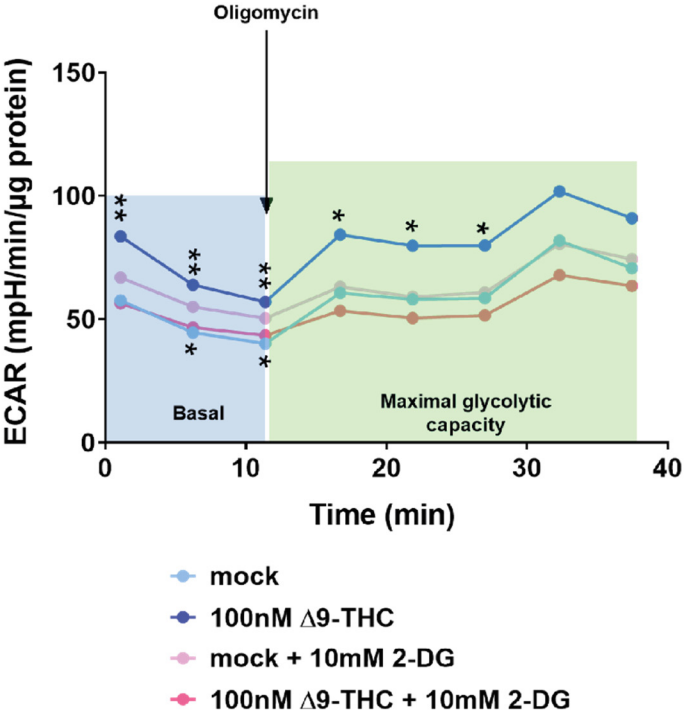 Oligomycin
ECAR (mpH/min/µg protein)
150
100
50
0
**
**
**
*
*
*
*
*
Basal
Maximal glycolytic
capacity
0
10
20
30
40
Time (min)
mock
100nM Δ9-THC
mock + 10mM 2-DG
100nM Δ9-THC + 10mM 2-DG